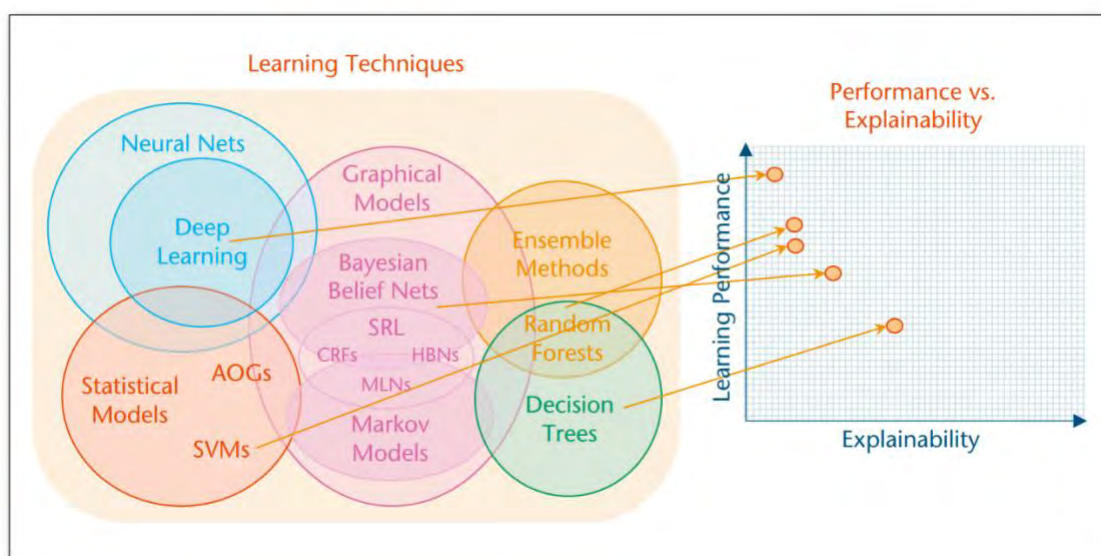 Learning Techniques
Neural Nets
Deep
Learning
Graphical
Models
Bayesian
Belief Nets
SRL
CRFs
HBNs
MLNs
Markov
Models
Ensemble
Methods
Random
Forests
Decision
Trees
Statistical
Models
AOGs
SVMs
Performance vs.
Explainability
Learning Performance
Explainability